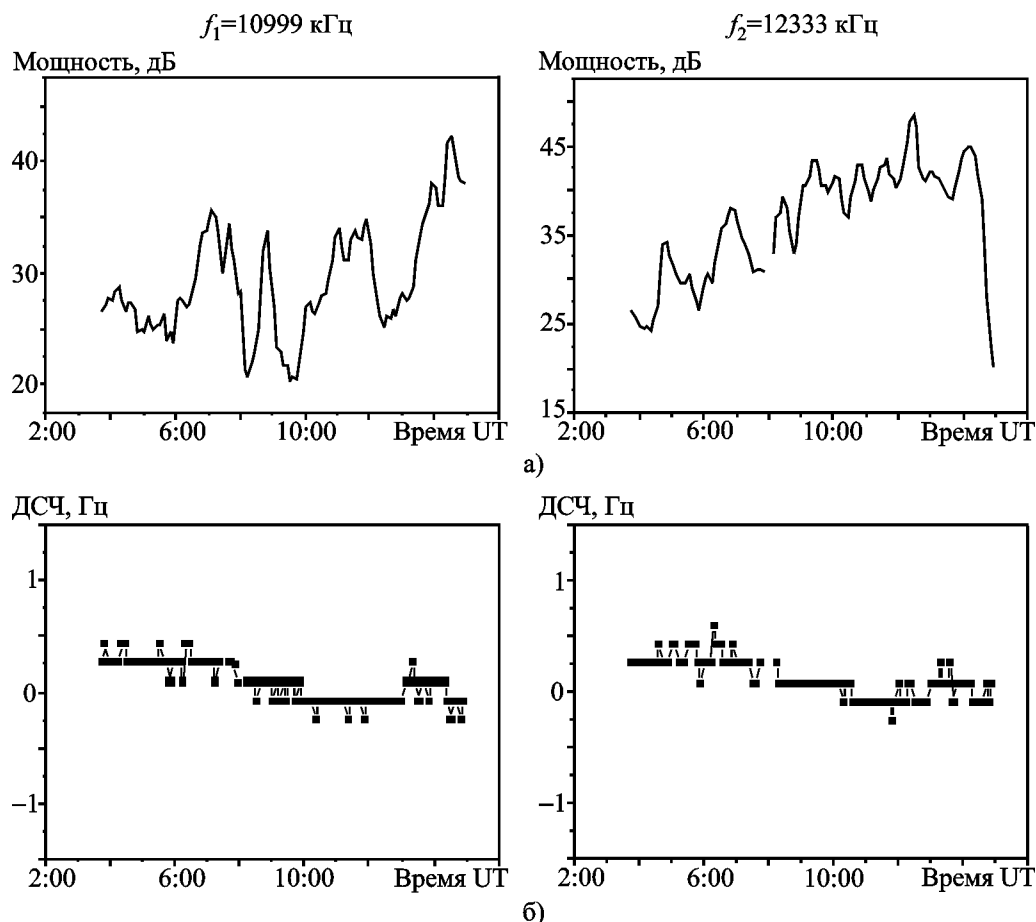 f₁=10999 кГц
f₂=12333 кГц
Мощность, дБ
40
30
20
2:00 6:00 10:00 Время UT
Мощность, дБ
45
35
25
15
2:00 6:00 10:00 Время UT
а)
ДСЧ, Гц
1
0
−1
2:00 6:00 10:00 Время UT
ДСЧ, Гц
1
0
−1
2:00 6:00 10:00 Время UT
б)